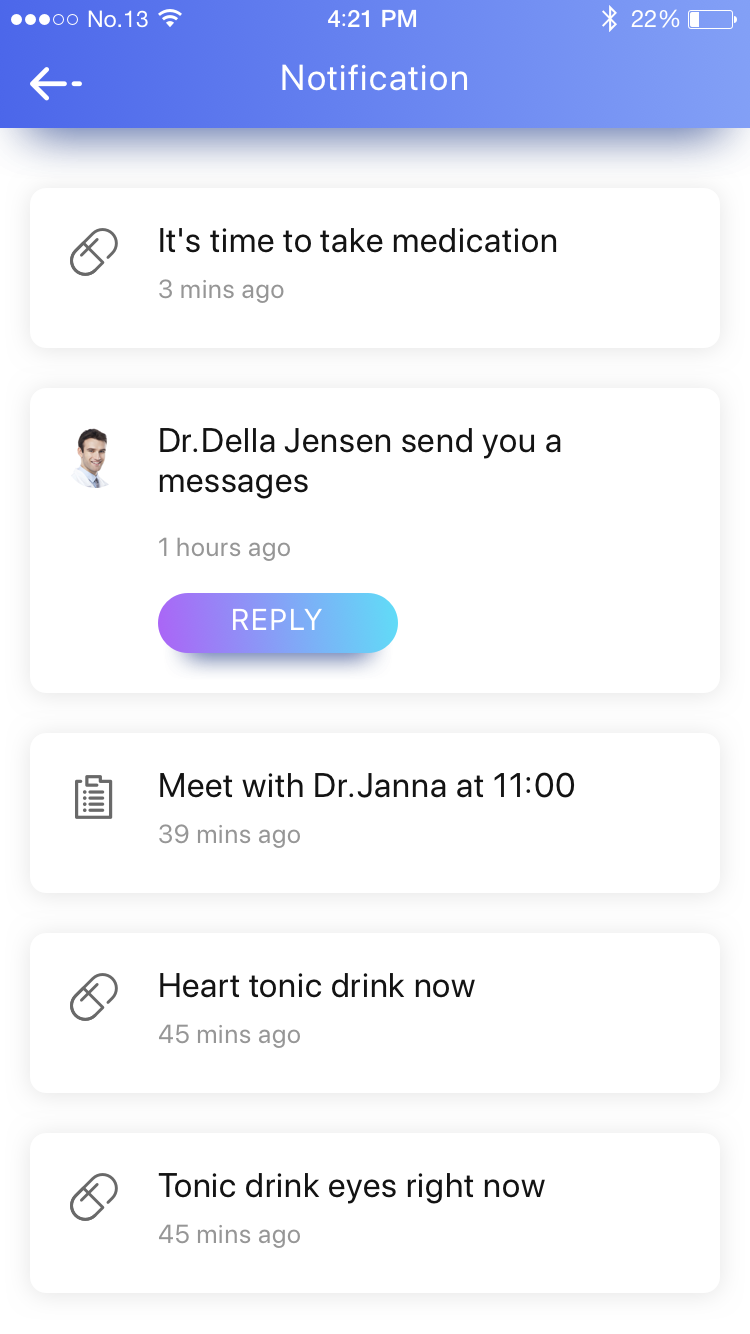 No.13 4:21 PM 22%
Notification
It's time to take medication
3 mins ago
Dr.Della Jensen send you a
messages
1 hours ago
REPLY
Meet with Dr.Janna at 11:00
39 mins ago
Heart tonic drink now
45 mins ago
Tonic drink eyes right now
45 mins ago